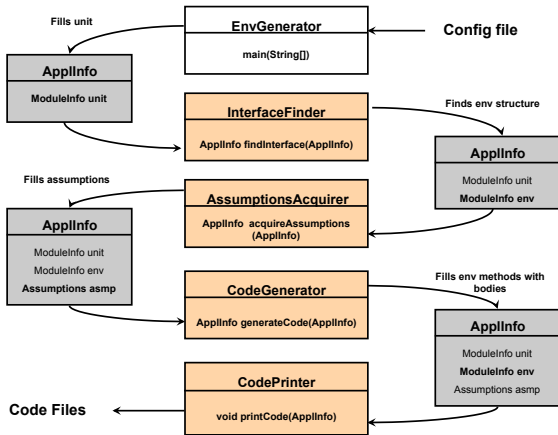 Fills unit
EnvGenerator
main(String[])
Config file
ApplInfo
ModuleInfo unit
InterfaceFinder
ApplInfo findInterface(ApplInfo)
Finds env structure
ApplInfo
ModuleInfo unit
ModuleInfo env
Fills assumptions
AssumptionsAcquirer
ApplInfo acquireAssumptions
(ApplInfo)
ApplInfo
ModuleInfo unit
ModuleInfo env
Assumptions asmp
CodeGenerator
ApplInfo generateCode(ApplInfo)
Fills env methods with
bodies
ApplInfo
ModuleInfo unit
ModuleInfo env
Assumptions asmp
CodePrinter
void printCode(ApplInfo)
Code Files